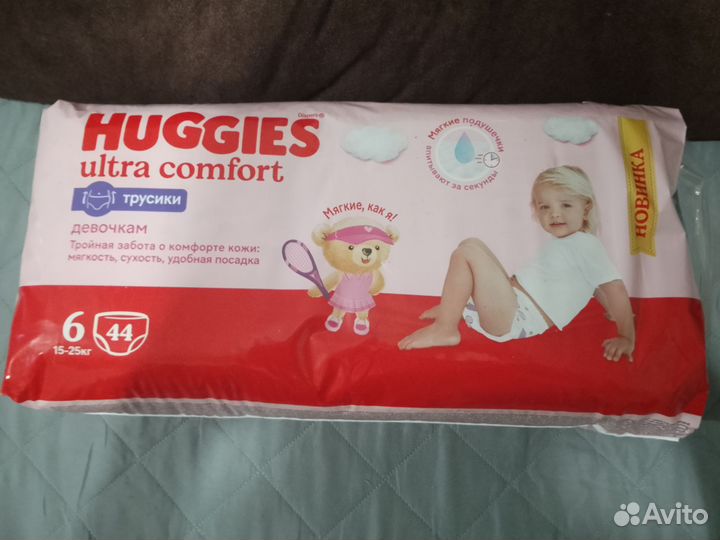 HUGGIES
ultra comfort
трусики
девочкам
Тройная забота о комфорте кожи:
мягкость, сухость, удобная посадка
6
44
15-25кг
Мягкие, как я!
Мягкие подушечки
впитывают за секунды
НОВИНКА
Avito